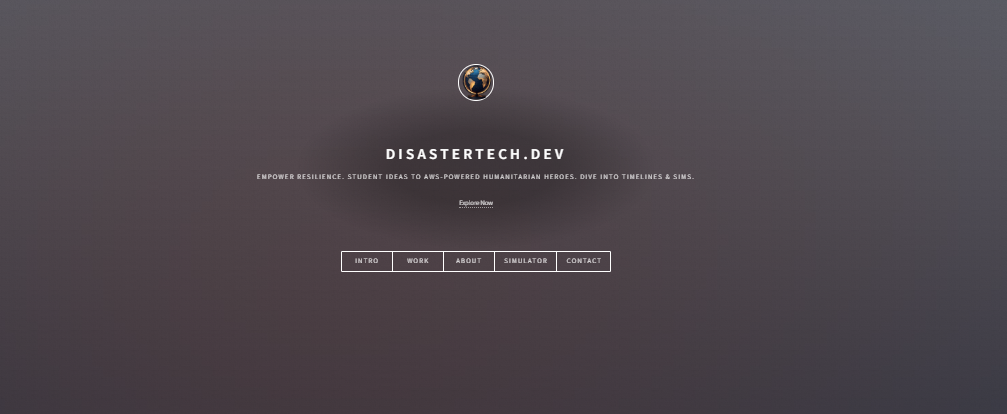 DISASTERTECH.DEV
EMPOWER RESILIENCE. STUDENT IDEAS TO AWS-POWERED HUMANITARIAN HEROES. DIVE INTO TIMELINES & SIMS.
Explore Now
INTRO WORK ABOUT SIMULATOR CONTACT